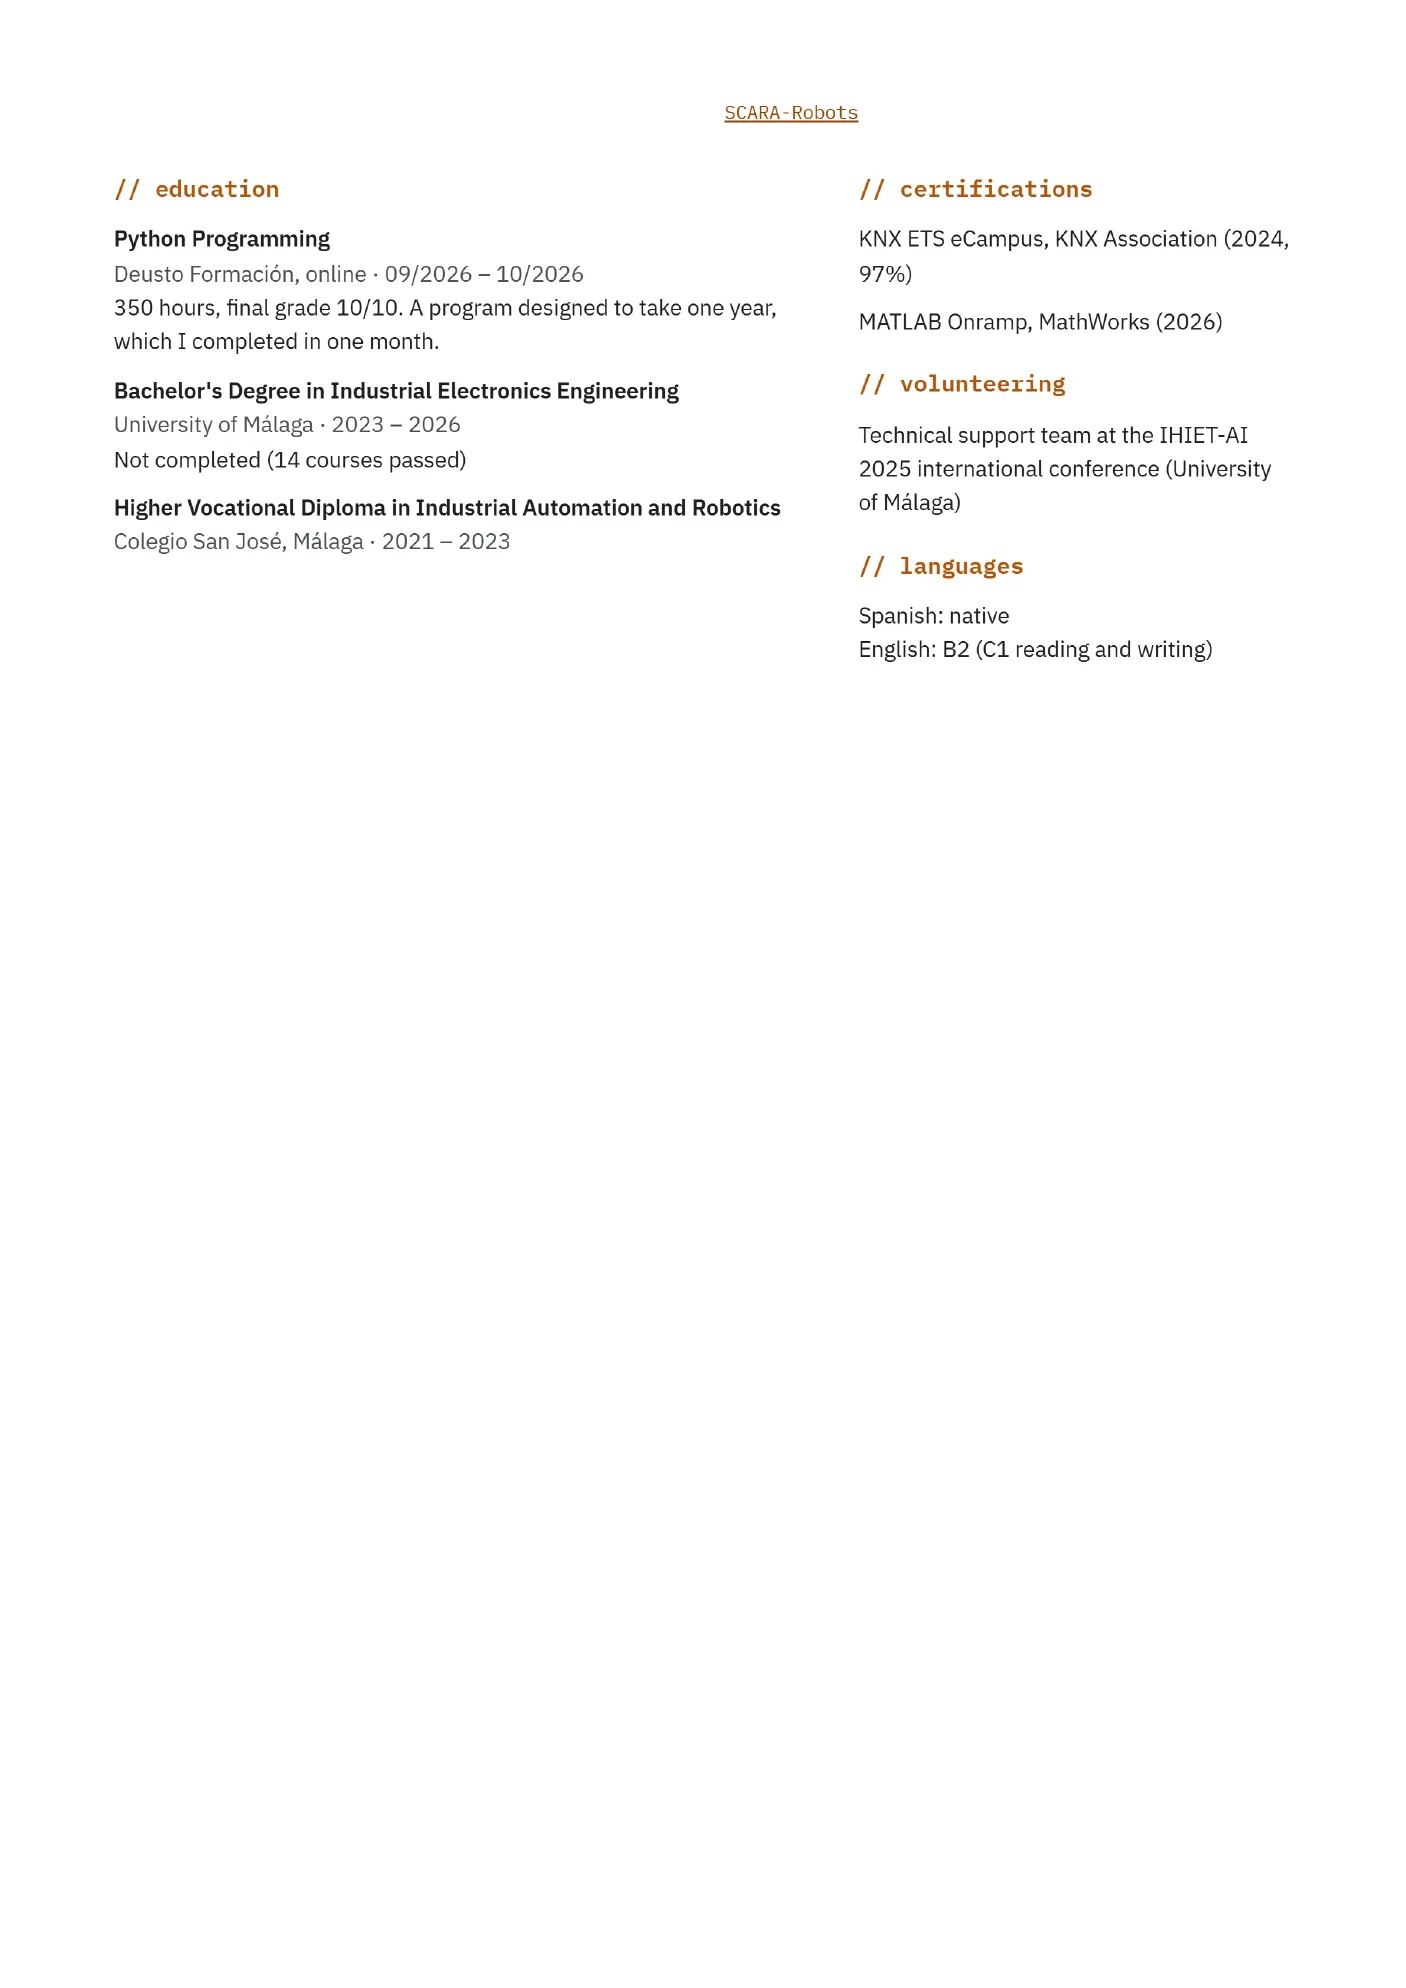 SCARA-Robots
// education
Python Programming
Deusto Formación, online · 09/2026 – 10/2026
350 hours, final grade 10/10. A program designed to take one year,
which I completed in one month.
Bachelor's Degree in Industrial Electronics Engineering
University of Málaga · 2023 – 2026
Not completed (14 courses passed)
Higher Vocational Diploma in Industrial Automation and Robotics
Colegio San José, Málaga · 2021 – 2023
// certifications
KNX ETS eCampus, KNX Association (2024,
97%)
MATLAB Onramp, MathWorks (2026)
// volunteering
Technical support team at the IHIET-AI
2025 international conference (University
of Málaga)
// languages
Spanish: native
English: B2 (C1 reading and writing)